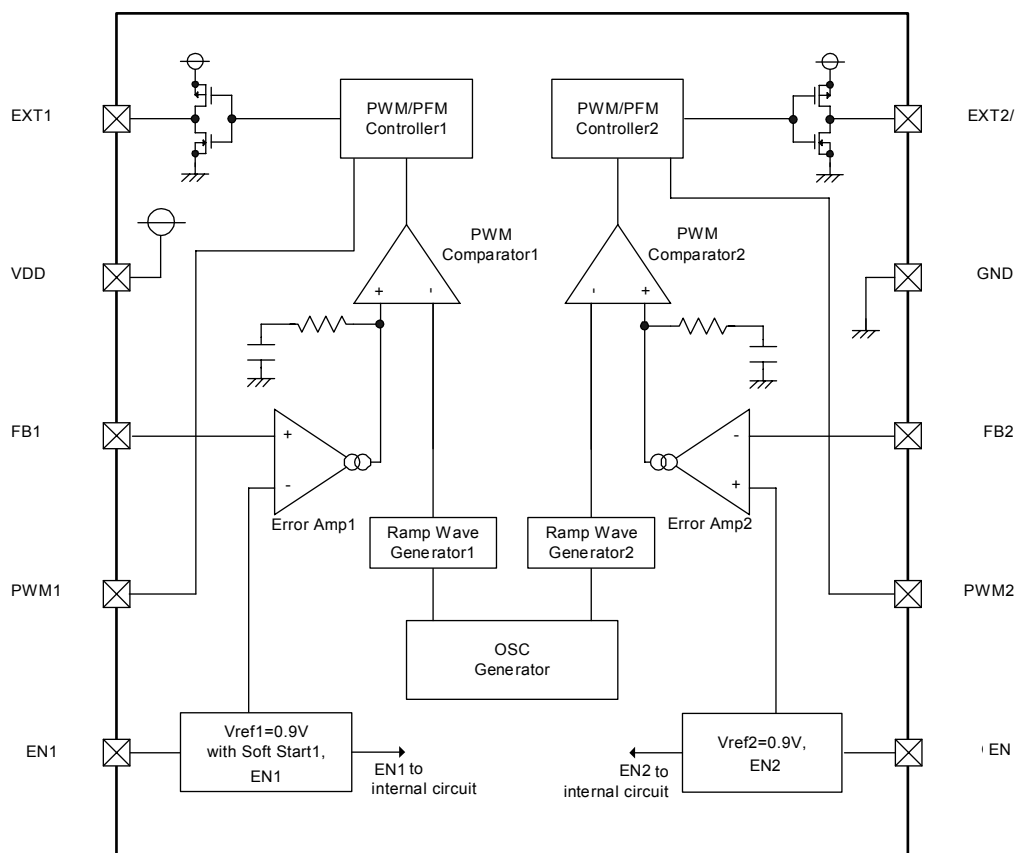 EXT1
PWM/PFM
Controller1
PWM/PFM
Controller2
EXT2/
VDD
PWM
Comparator1
PWM
Comparator2
GND
+
-
-
+
FB1
+
-
Error Amp1
-
+
Error Amp2
FB2
Ramp Wave
Generator1
Ramp Wave
Generator2
PWM1
PWM2
OSC
Generator
EN1
Vref1=0.9V
with Soft Start1,
EN1
EN1 to
internal circuit
EN2 to
internal circuit
Vref2=0.9V,
EN2
EN